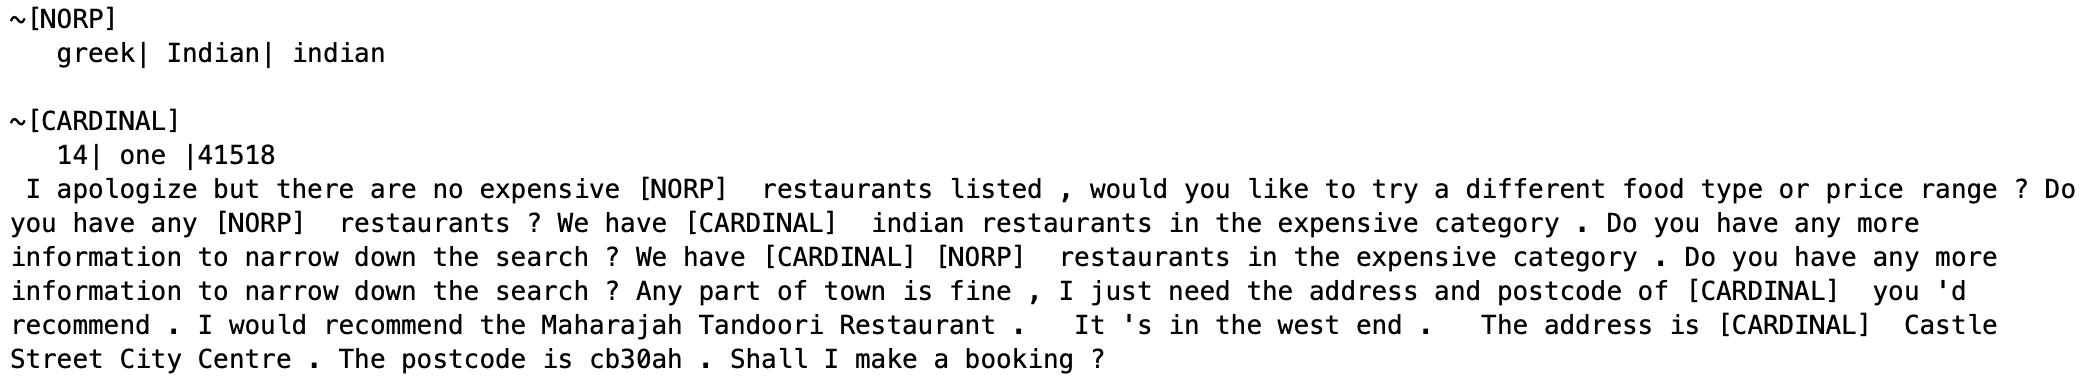 ~[NORP]
greek| Indian| indian
~[CARDINAL]
14| one |41518
I apologize but there are no expensive [NORP]  restaurants listed , would you like to try a different food type or price range ? Do
you have any [NORP]  restaurants ? We have [CARDINAL]  indian restaurants in the expensive category . Do you have any more
information to narrow down the search ? We have [CARDINAL] [NORP]  restaurants in the expensive category . Do you have any more
information to narrow down the search ? Any part of town is fine , I just need the address and postcode of [CARDINAL]  you 'd
recommend . I would recommend the Maharajah Tandoori Restaurant .   It 's in the west end .   The address is [CARDINAL]  Castle
Street City Centre . The postcode is cb30ah . Shall I make a booking ?